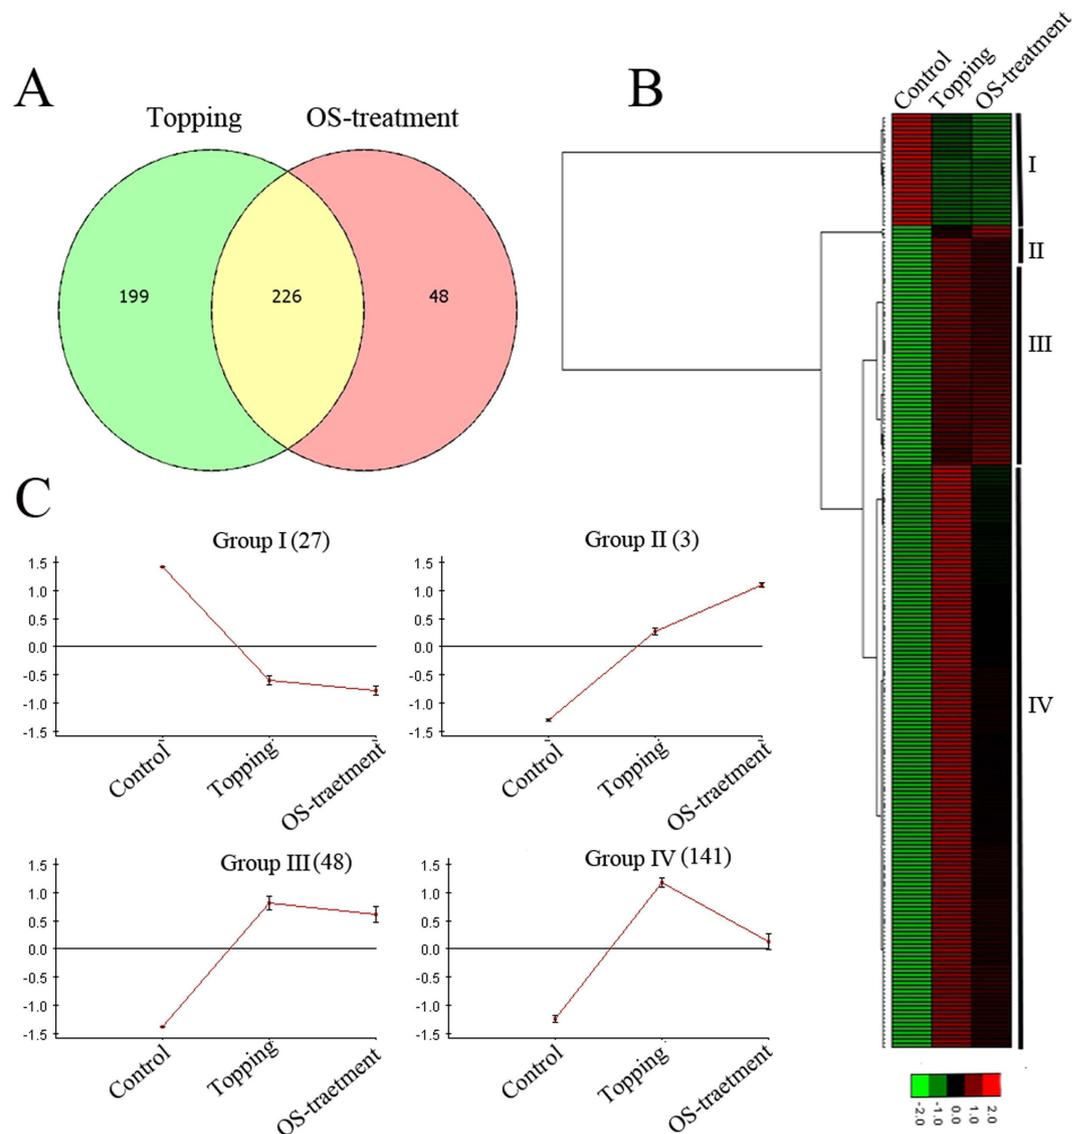 A
Topping OS-treatment
199 226 48
B
Control Topping OS-treatment
I
II
III
IV
-2.0 -1.0 0.0 1.0 2.0
C
Group I (27)
1.5
1.0
0.5
0.0
-0.5
-1.0
-1.5
Control Topping OS-traetment
Group II (3)
1.5
1.0
0.5
0.0
-0.5
-1.0
-1.5
Control Topping OS-traetment
Group III (48)
1.5
1.0
0.5
0.0
-0.5
-1.0
-1.5
Control Topping OS-traetment
Group IV (141)
1.5
1.0
0.5
0.0
-0.5
-1.0
-1.5
Control Topping OS-traetment